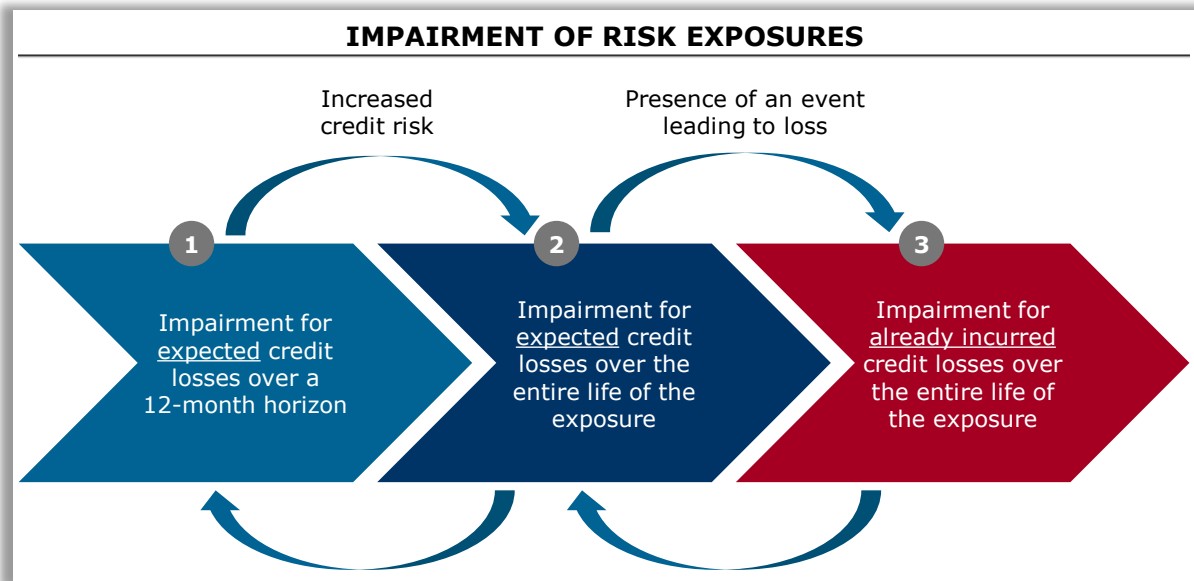 IMPAIRMENT OF RISK EXPOSURES
Increased
credit risk
Presence of an event
leading to loss
1
2
3
Impairment for
expected credit
losses over a
12-month horizon
Impairment for
expected credit
losses over the
entire life of the
exposure
Impairment for
already incurred
credit losses over
the entire life of
the exposure